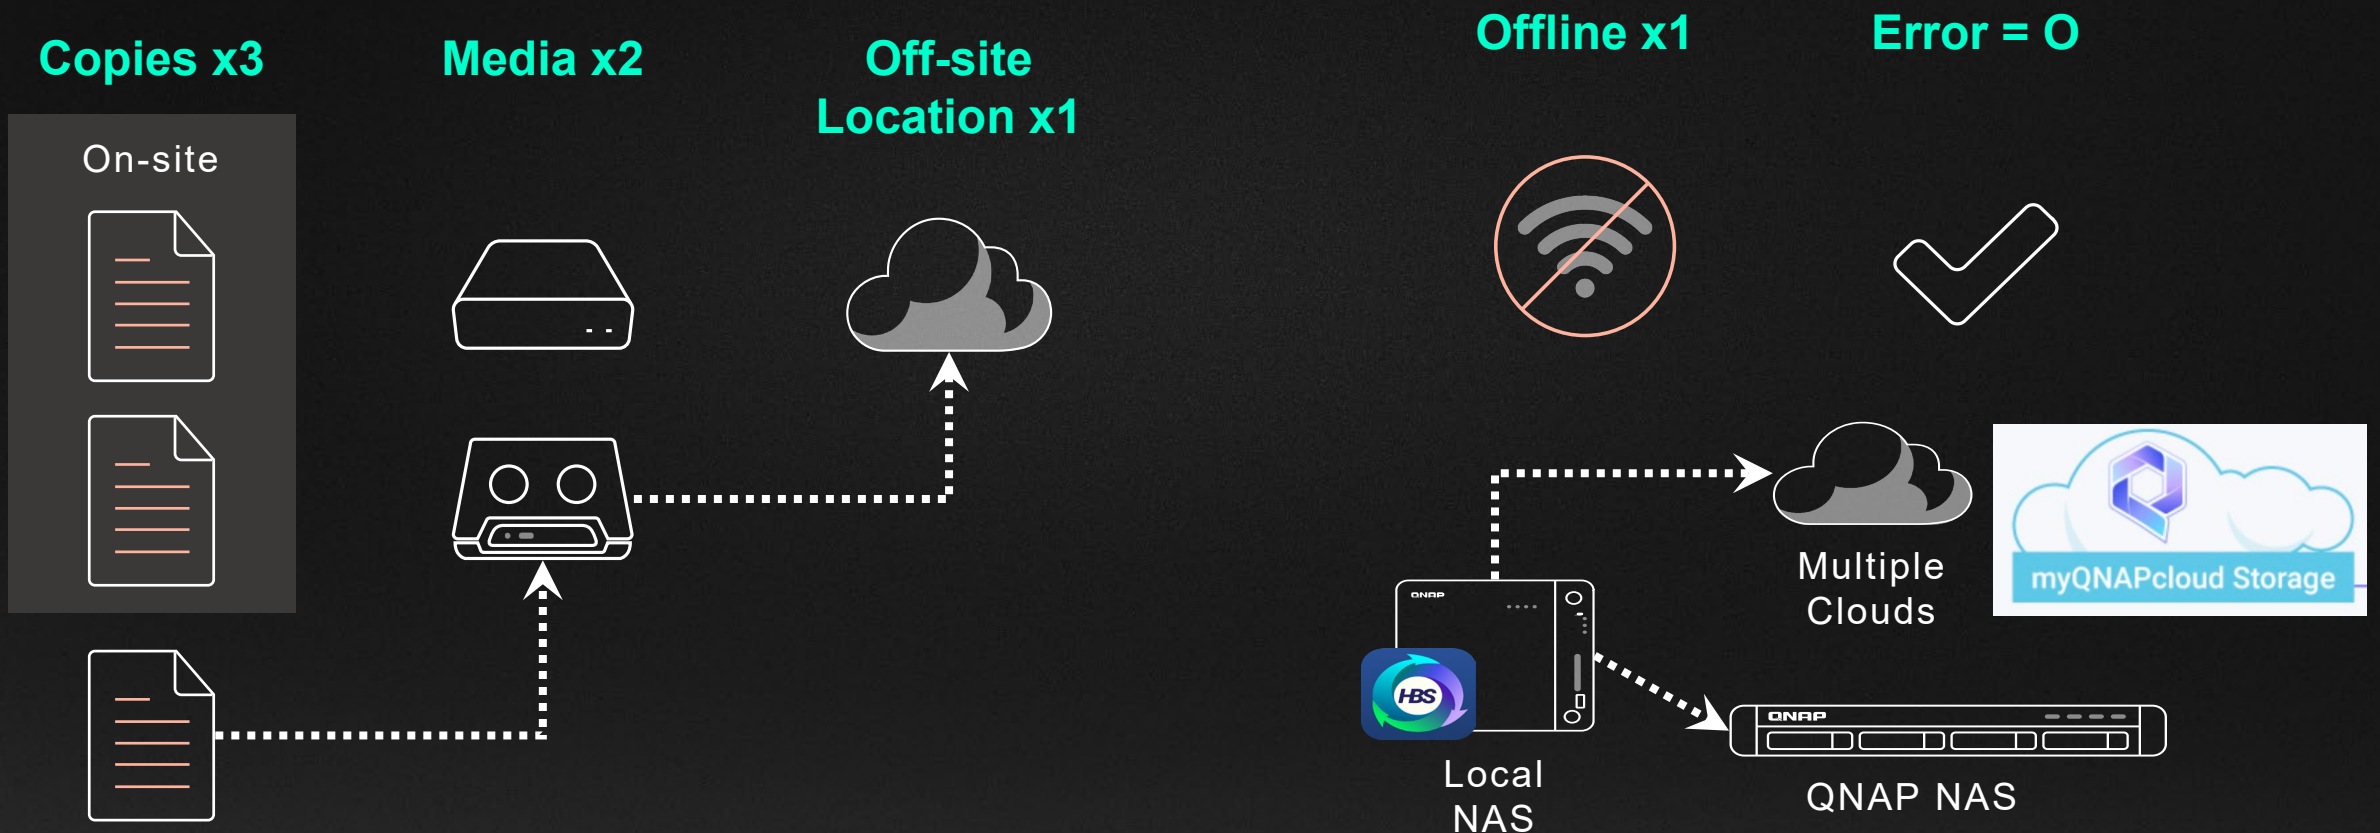 Copies x3
Media x2
Off-site
Location x1
Offline x1
Error = O
On-site
Multiple
Clouds
myQNAPcloud Storage
QNAP
HBS
Local
NAS
QNAP
QNAP NAS